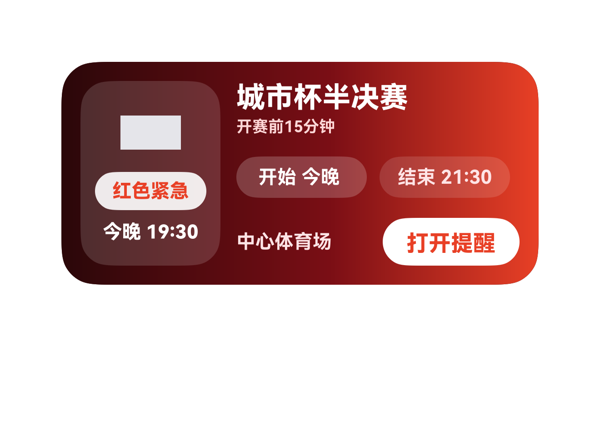 城市杯半决赛
开赛前15分钟
红色紧急
今晚 19:30
开始 今晚
结束 21:30
中心体育场
打开提醒